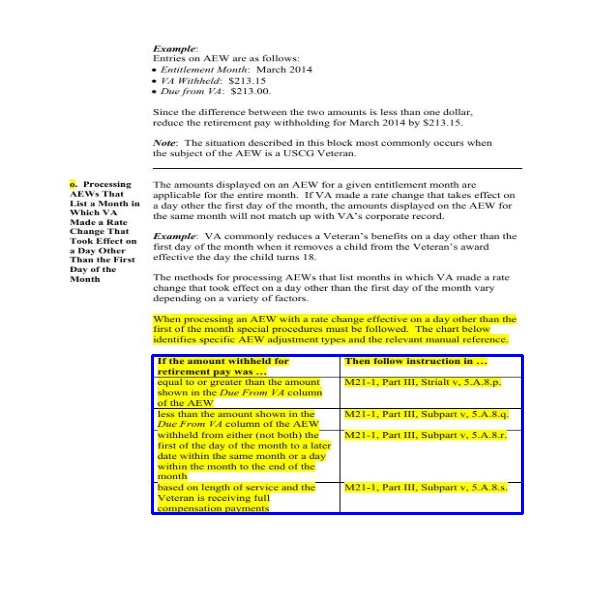 Example:
Entries on AEW are as follows:
• Entitlement Month: March 2014
• VA Withheld: $213.15
• Due from VA: $213.00.
Since the difference between the two amounts is less than one dollar,
reduce the retirement pay withholding for March 2014 by $213.15.
Note: The situation described in this block most commonly occurs when
the subject of the AEW is a USCG Veteran.
o. Processing
AEWs That
List a Month in
Which VA
Made a Rate
Change That
Took Effect on
a Day Other
Than the First
Day of the
Month
The amounts displayed on an AEW for a given entitlement month are
applicable for the entire month. If VA made a rate change that takes effect on
a day other the first day of the month, the amounts displayed on the AEW for
the same month will not match up with VA's corporate record.
Example: VA commonly reduces a Veteran's benefits on a day other than the
first day of the month when it removes a child from the Veteran's award
effective the day the child turns 18.
The methods for processing AEWs that list months in which VA made a rate
change that took effect on a day other than the first day of the month vary
depending on a variety of factors.
When processing an AEW with a rate change effective on a day other than the
first of the month special procedures must be followed. The chart below
identifies specific AEW adjustment types and the relevant manual reference.
If the amount withheld for
retirement pay was ...
Then follow instruction in ...
equal to or greater than the amount
shown in the Due From VA column
of the AEW
M21-1, Part III, Strialt v, 5.A.8.p.
less than the amount shown in the
Due From VA column of the AEW
M21-1, Part III, Subpart v, 5.A.8.q.
withheld from either (not both) the
first of the day of the month to a later
date within the same month or a day
within the month to the end of the
month
M21-1, Part III, Subpart v, 5.A.8.r.
based on length of service and the
Veteran is receiving full
compensation payments
M21-1, Part III, Subpart v, 5.A.8.s.